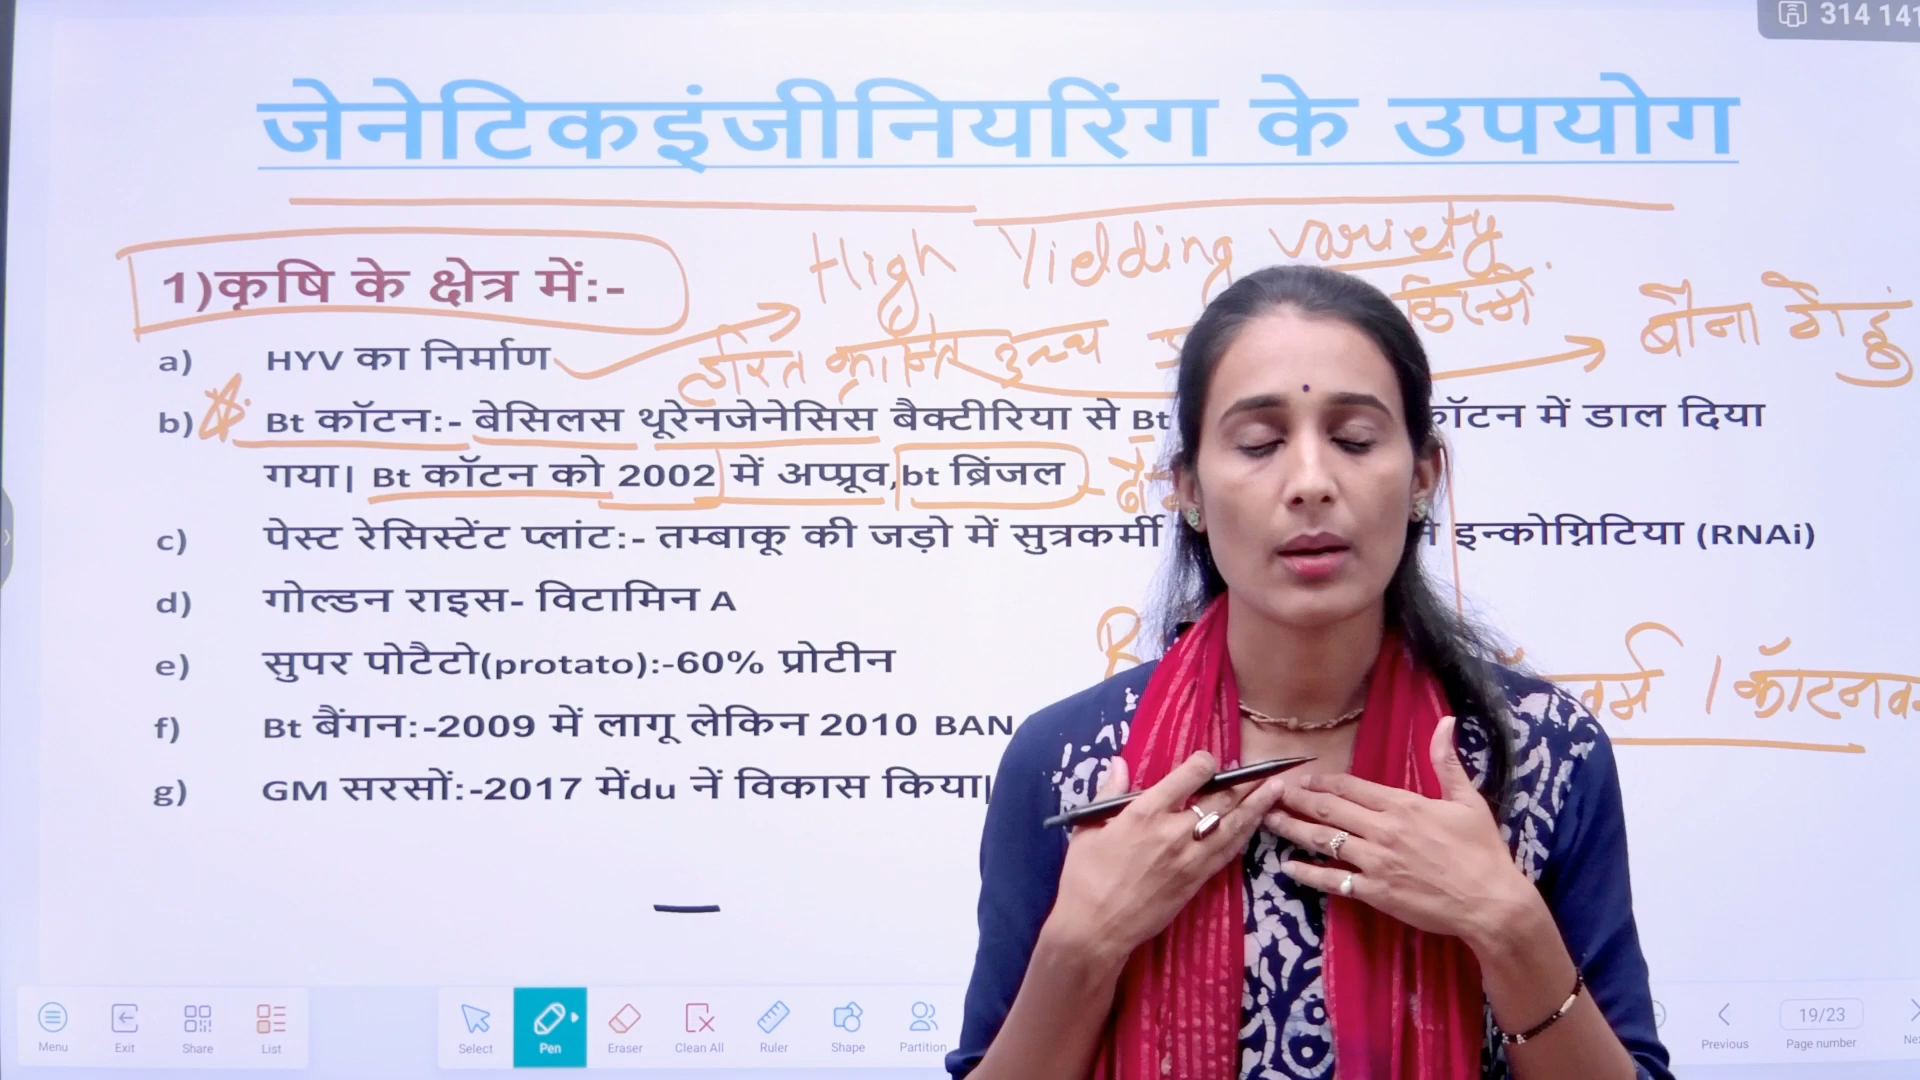 314 141
जेनेटिकइंजीनियरिंग के उपयोग
High Yielding variety
1)कृषि के क्षेत्र में:-
किस्में
बौना गेहूं
हरित क्रान्ति उच्च
a) HYV का निर्माण
b) Bt कॉटन:- बेसिलस थूरेनजेनेसिस बैक्टीरिया से Bt कॉटन में डाल दिया
गया| Bt कॉटन को 2002 में अप्प्रूव,bt ब्रिंजल
c) पेस्ट रेसिस्टेंट प्लांट:- तम्बाकू की जड़ो में सुत्रकर्मी इन्कोग्निटिया (RNAi)
d) गोल्डन राइस- विटामिन A
e) सुपर पोटैटो(protato):-60% प्रोटीन
वर्म / कॉटनव
f) Bt बैंगन:-2009 में लागू लेकिन 2010 BAN
g) GM सरसों:-2017 मेंdu नें विकास किया|
Menu Exit Share List Select Pen Eraser Clean All Ruler Shape Partition Previous 19/23 Page number